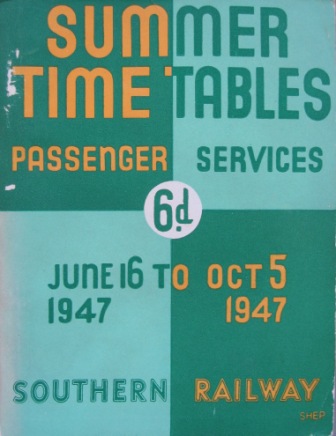 SUMMER
TIME TABLES
PASSENGER SERVICES
6d
JUNE 16 TO OCT 5
1947 1947
SOUTHERN RAILWAY
SHEP